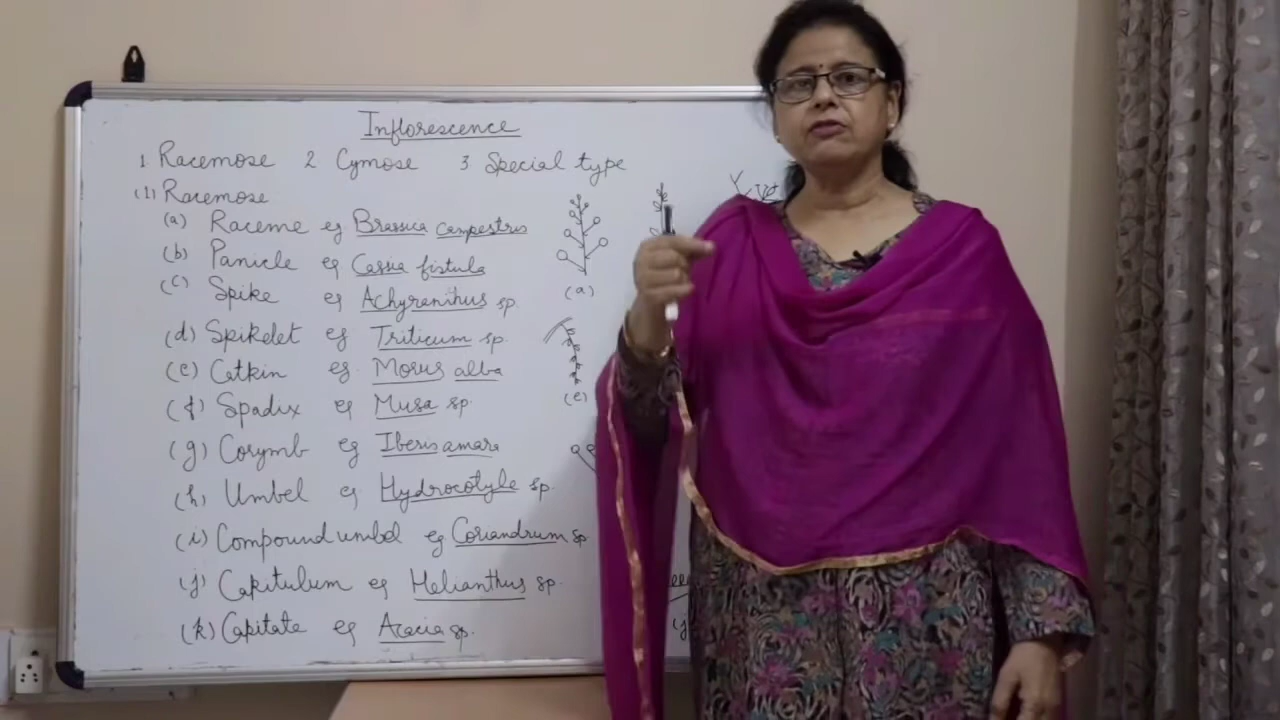 Inflorescence
1. Racemose 2 Cymose 3 Special type
(1) Racemose
(a) Raceme eg Brassica campestris
(b) Panicle eg Cassia fistula
(c) Spike eg Achyranthus sp.
(d) Spikelet eg Triticum sp.
(e) Catkin eg. Morus alba
(f) Spadix eg Musa sp.
(g) Corymb eg Iberis amara
(h) Umbel eg Hydrocotyle sp.
(i) Compound umbel eg Coriandrum sp
(j) Capitulum eg Helianthus sp.
(k) Capitate eg Acacia sp.
(a)
(e)